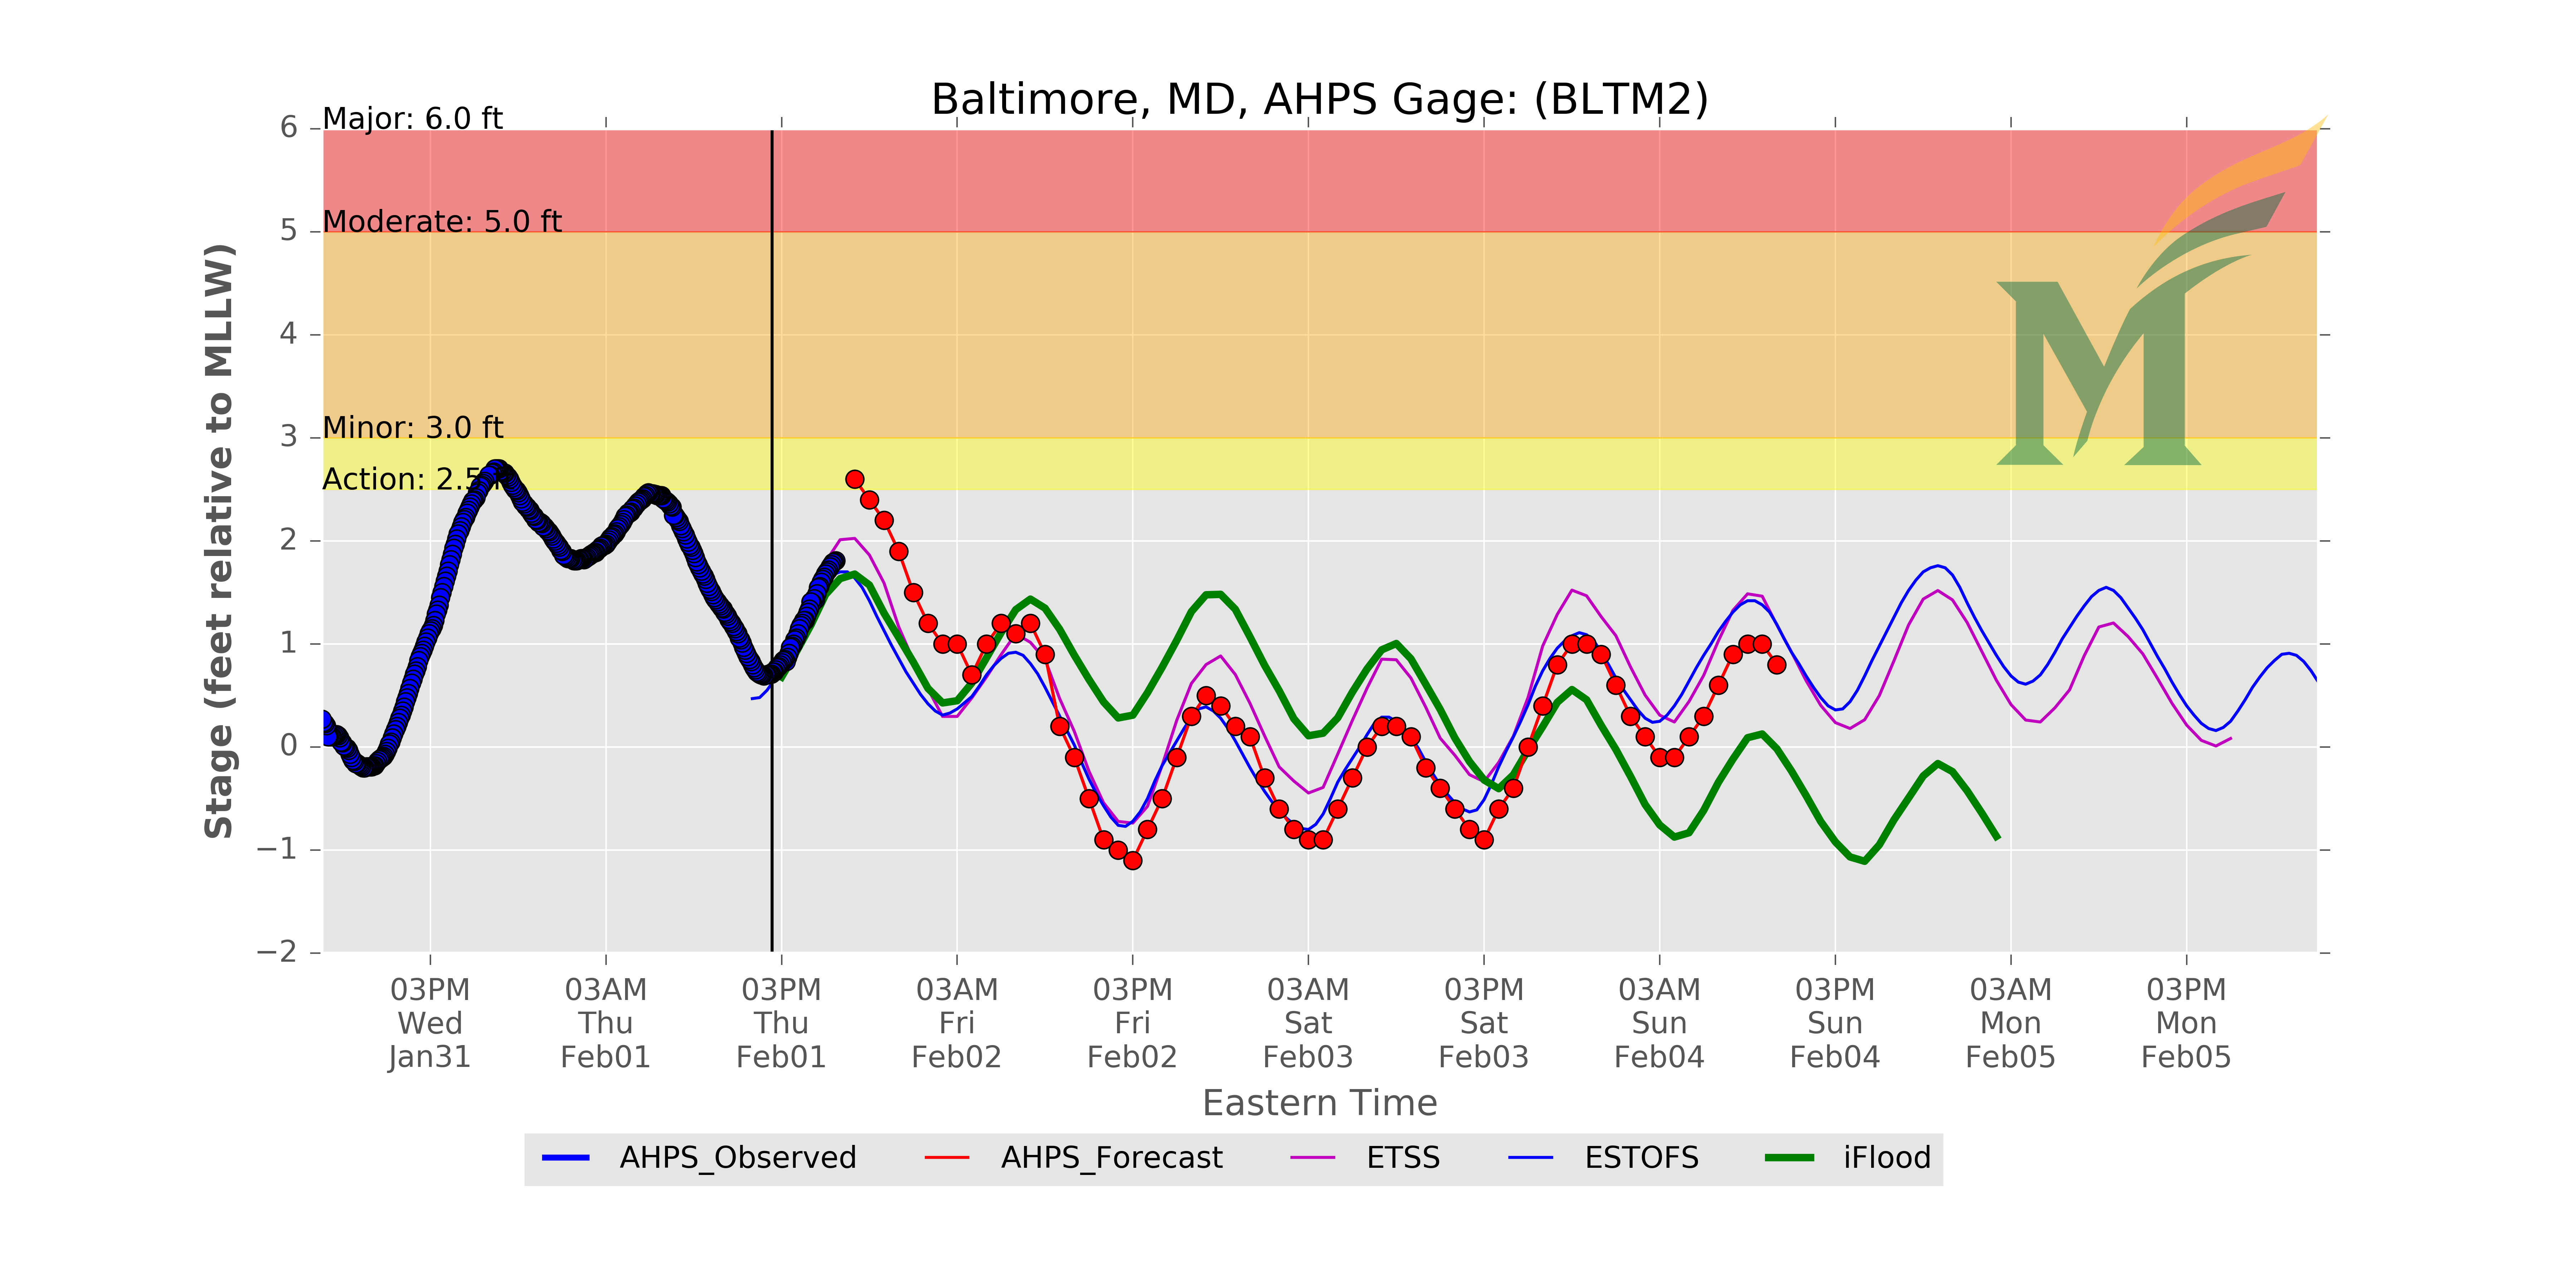 Baltimore, MD, AHPS Gage: (BLTM2)
Major: 6.0 ft
Moderate: 5.0 ft
Minor: 3.0 ft
Action: 2.5
6
5
4
3
2
1
0
−1
−2
Stage (feet relative to MLLW)
03PM 03AM 03PM 03AM 03PM 03AM 03PM 03AM 03PM 03AM 03PM
Wed Thu Thu Fri Fri Sat Sat Sun Sun Mon Mon
Jan31 Feb01 Feb01 Feb02 Feb02 Feb03 Feb03 Feb04 Feb04 Feb05 Feb05
Eastern Time
AHPS_Observed AHPS_Forecast ETSS ESTOFS iFlood
M